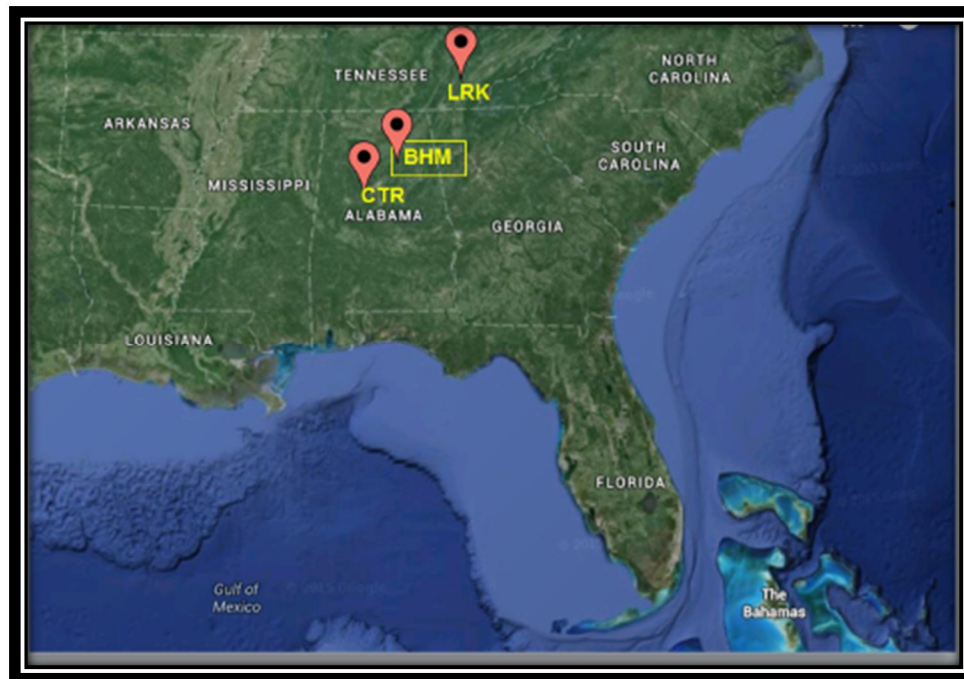 TENNESSEE
NORTH
CAROLINA
LRK
ARKANSAS
BHM
SOUTH
CAROLINA
MISSISSIPPI
CTR
ALABAMA
GEORGIA
LOUISIANA
FLORIDA
Gulf of
Mexico
The
Bahamas